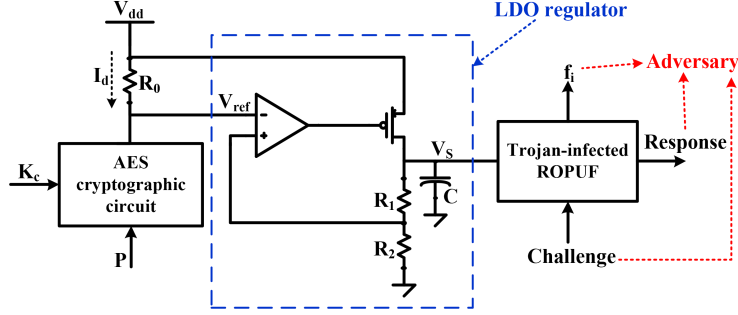 V_dd
LDO regulator
I_d
R_0
V_ref
f_i
Adversary
−
+
V_S
Trojan-infected
ROPUF
Response
AES
cryptographic
circuit
K_c
R_1
C
R_2
P
Challenge